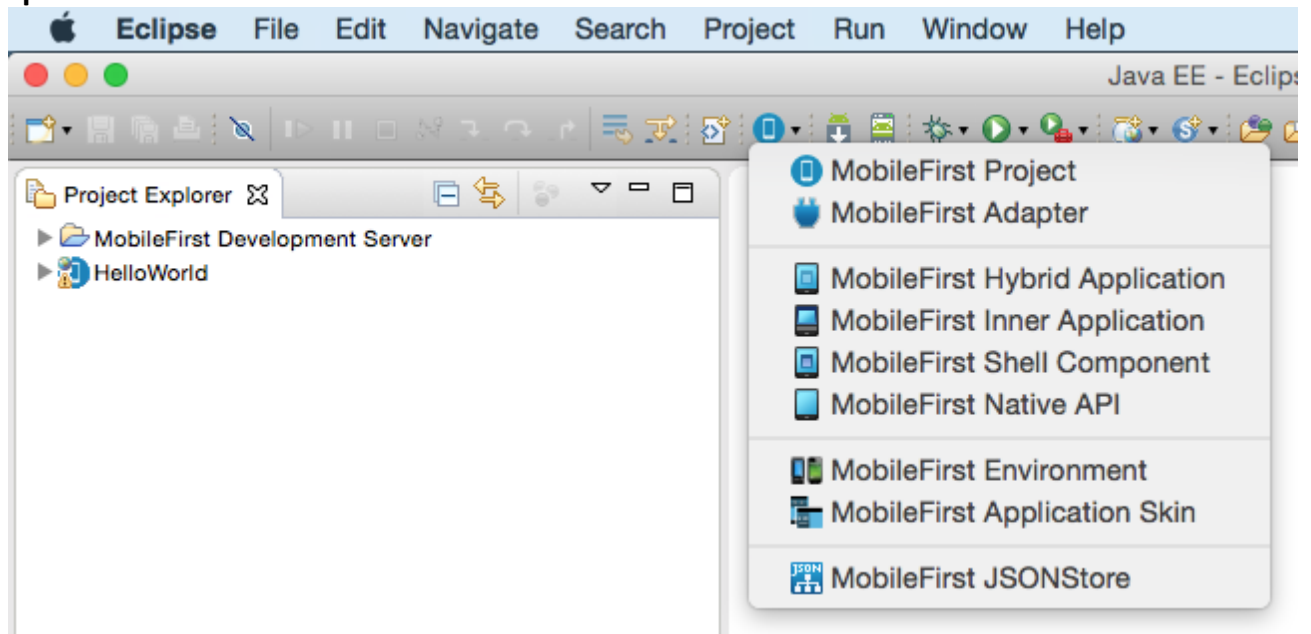 Eclipse File Edit Navigate Search Project Run Window Help
Java EE - Eclips
Project Explorer
MobileFirst Development Server
HelloWorld
MobileFirst Project
MobileFirst Adapter
MobileFirst Hybrid Application
MobileFirst Inner Application
MobileFirst Shell Component
MobileFirst Native API
MobileFirst Environment
MobileFirst Application Skin
JSON
MobileFirst JSONStore